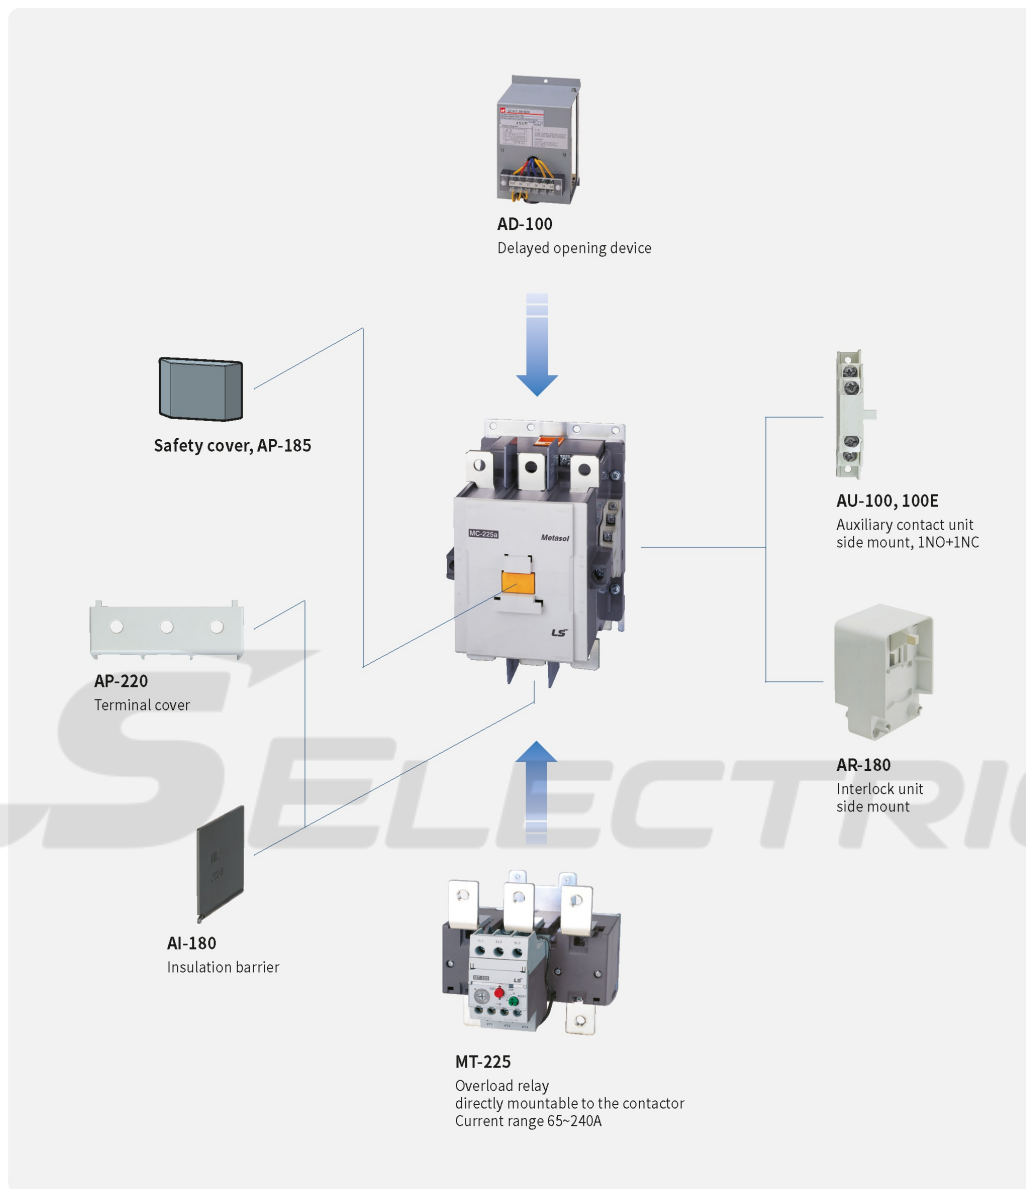 AD-100
Delayed opening device
Safety cover, AP-185
MC-225a
Metasol
LS
AU-100, 100E
Auxiliary contact unit
side mount, 1NO+1NC
AP-220
Terminal cover
AR-180
Interlock unit
side mount
SELECTRIC
AI-180
Insulation barrier
LS
MT-225
Overload relay
directly mountable to the contactor
Current range 65~240A